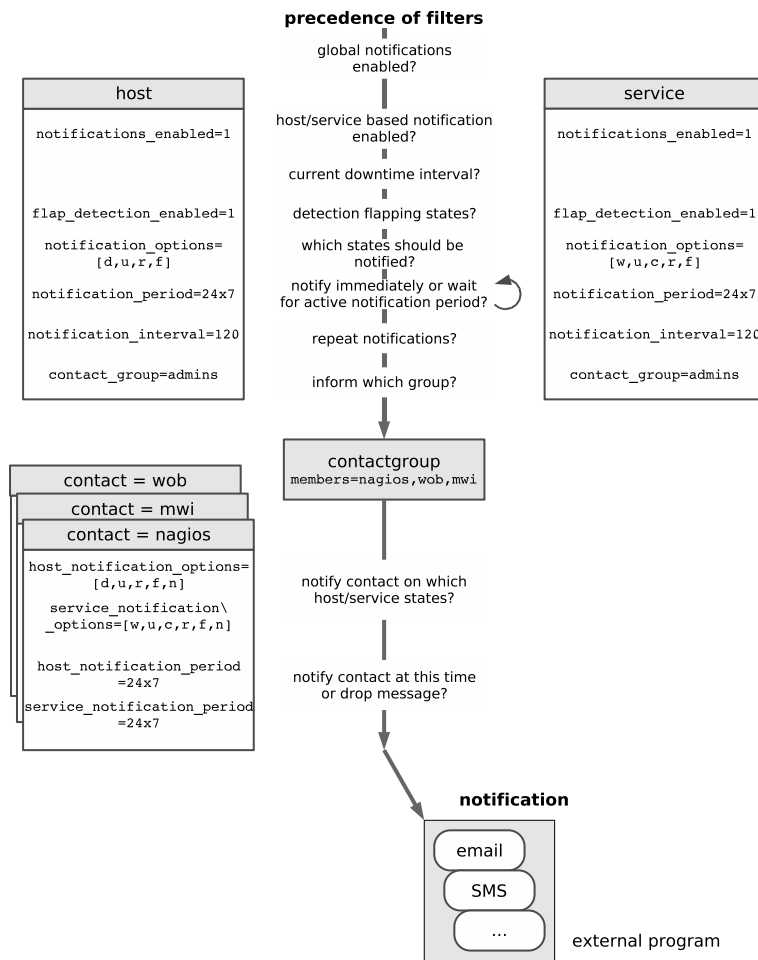 precedence of filters
global notifications
enabled?
host
notifications_enabled=1
flap_detection_enabled=1
notification_options=
[d,u,r,f]
notification_period=24x7
notification_interval=120
contact_group=admins
host/service based notification
enabled?
current downtime interval?
detection flapping states?
which states should be
notified?
notify immediately or wait
for active notification period?
repeat notifications?
inform which group?
service
notifications_enabled=1
flap_detection_enabled=1
notification_options=
[w,u,c,r,f]
notification_period=24x7
notification_interval=120
contact_group=admins
contactgroup
members=nagios,wob,mwi
contact = wob
contact = mwi
contact = nagios
host_notification_options=
[d,u,r,f,n]
service_notification\
_options=[w,u,c,r,f,n]
host_notification_period
=24x7
service_notification_period
=24x7
notify contact on which
host/service states?
notify contact at this time
or drop message?
notification
email
SMS
...
external program